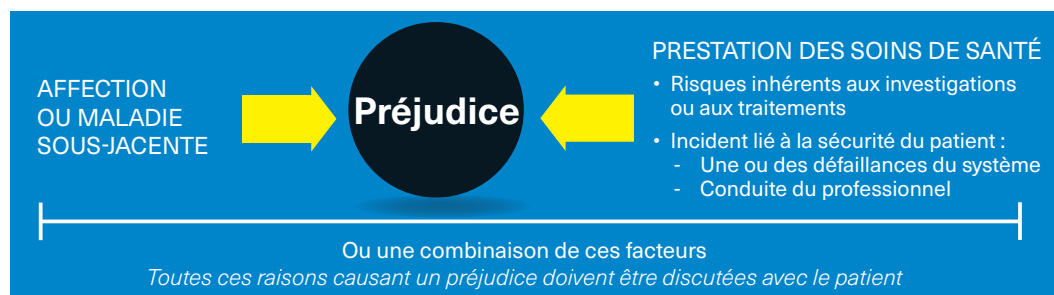 AFFECTION
OU MALADIE
SOUS-JACENTE
Préjudice
PRESTATION DES SOINS DE SANTÉ
• Risques inhérents aux investigations
ou aux traitements
• Incident lié à la sécurité du patient :
- Une ou des défaillances du système
- Conduite du professionnel
Ou une combinaison de ces facteurs
Toutes ces raisons causant un préjudice doivent être discutées avec le patient